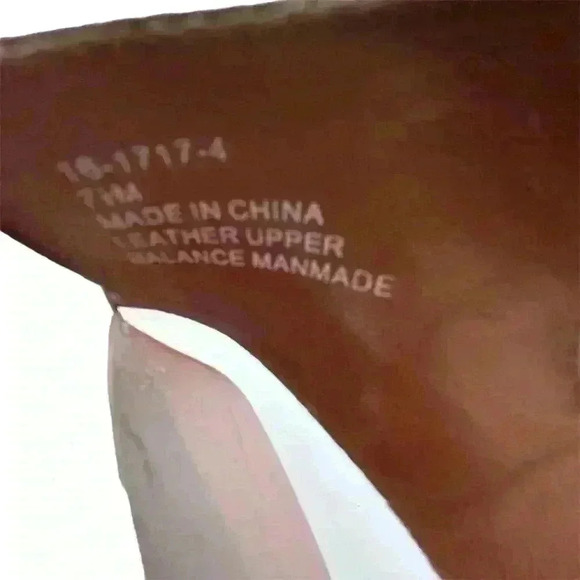 16-1717-4
MADE IN CHINA
LEATHER UPPER
BALANCE MANMADE